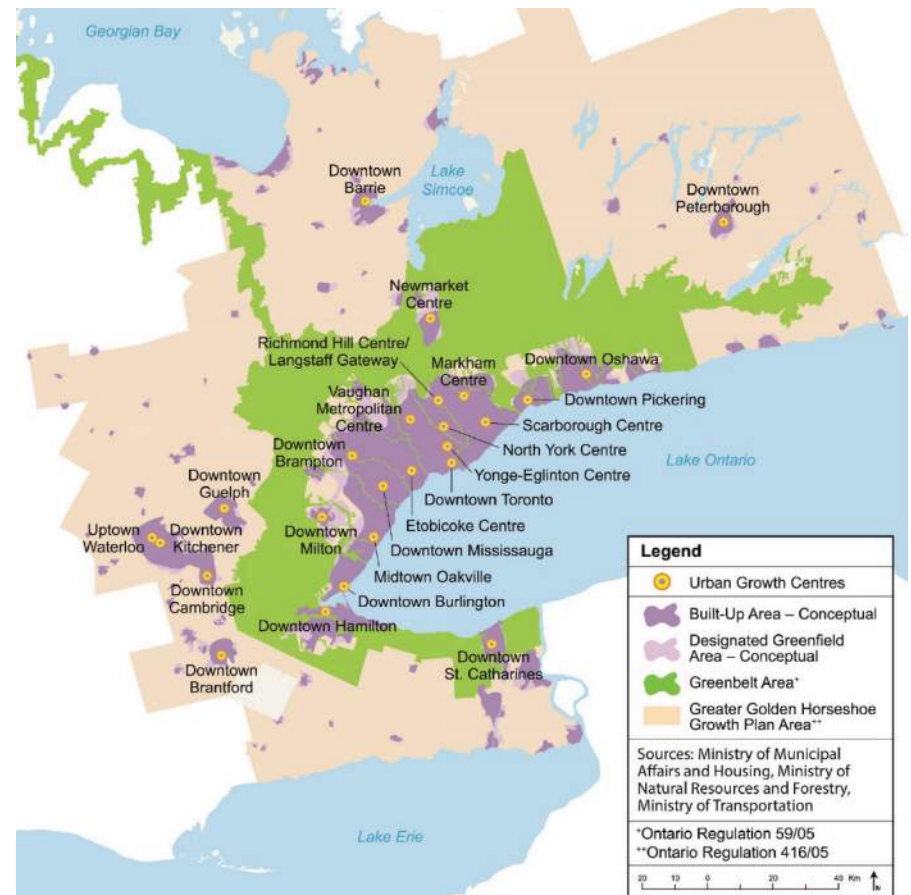 Georgian Bay
Downtown
Barrie
Lake
Simcoe
Downtown
Peterborough
Newmarket
Centre
Richmond Hill Centre/
Langstaff Gateway
Markham
Centre
Downtown Oshawa
Vaughan
Metropolitan
Centre
Downtown Pickering
Scarborough Centre
North York Centre
Downtown
Brampton
Lake Ontario
Yonge-Eglinton Centre
Downtown
Guelph
Downtown Toronto
Uptown
Waterloo
Downtown
Kitchener
Downtown
Milton
Etobicoke Centre
Downtown Mississauga
Midtown Oakville
Downtown
Cambridge
Downtown Burlington
Downtown Hamilton
Downtown
Brantford
Downtown
St. Catharines
Lake Erie
Legend
Urban Growth Centres
Built-Up Area – Conceptual
Designated Greenfield
Area – Conceptual
Greenbelt Area+
Greater Golden Horseshoe
Growth Plan Area++
Sources: Ministry of Municipal
Affairs and Housing, Ministry of
Natural Resources and Forestry,
Ministry of Transportation
+Ontario Regulation 59/05
++Ontario Regulation 416/05
20 10 0 20 40 Km
N